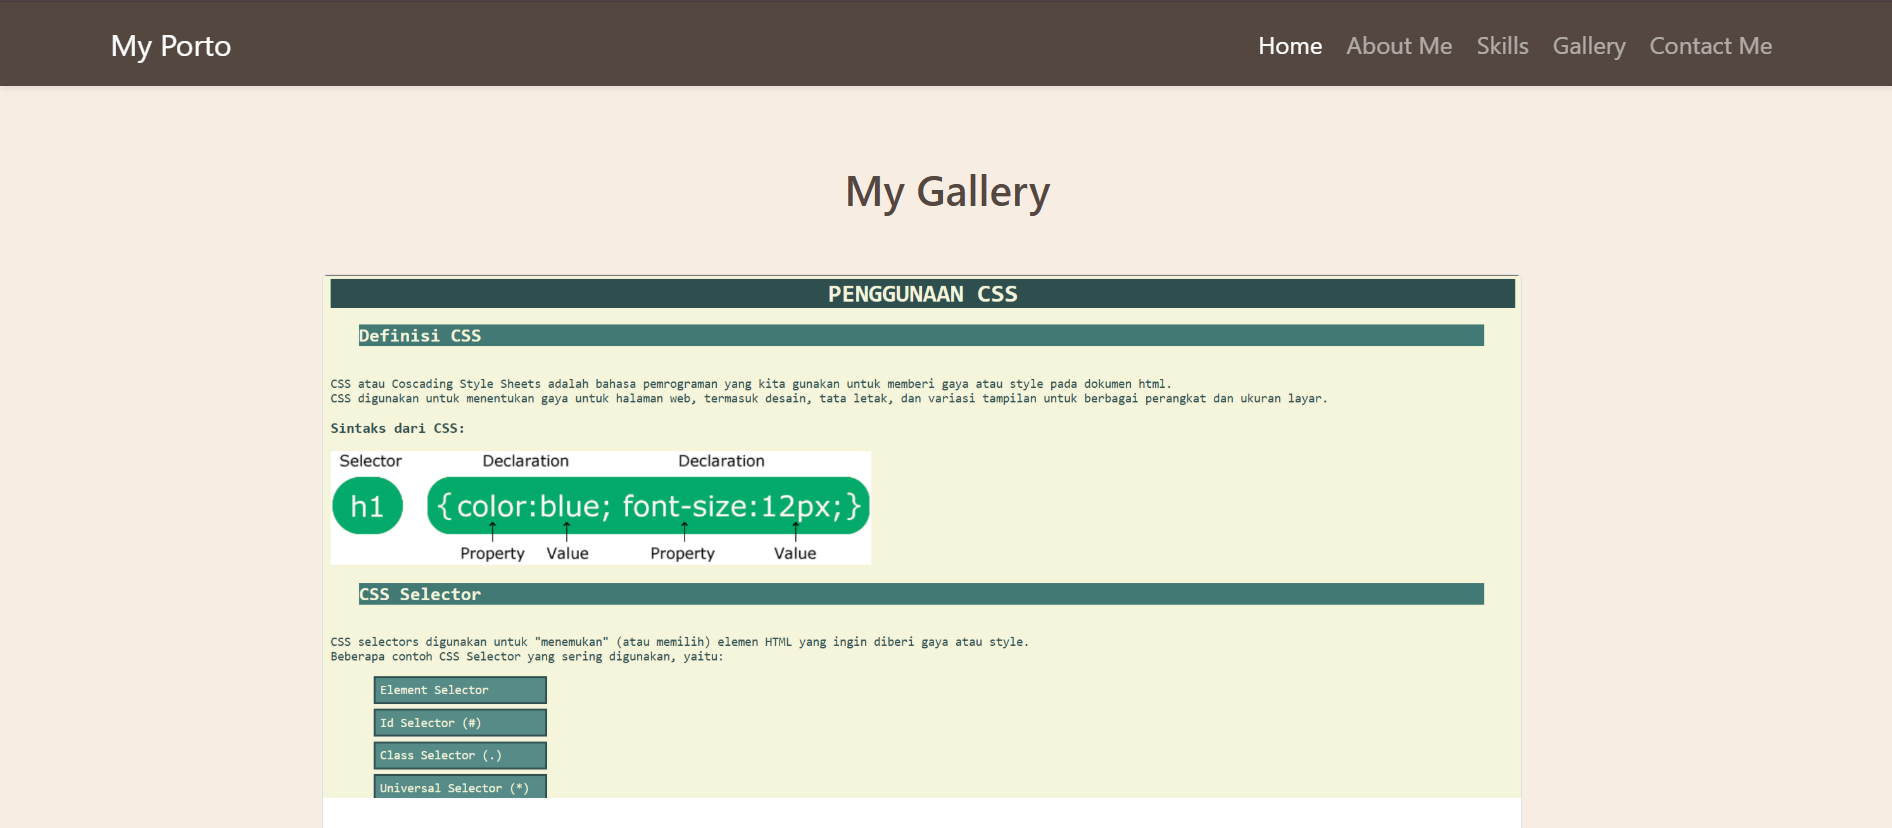 My Porto
Home About Me Skills Gallery Contact Me
My Gallery
PENGGUNAAN CSS
Definisi CSS
CSS atau Coscading Style Sheets adalah bahasa pemrograman yang kita gunakan untuk memberi gaya atau style pada dokumen html.
CSS digunakan untuk menentukan gaya untuk halaman web, termasuk desain, tata letak, dan variasi tampilan untuk berbagai perangkat dan ukuran layar.
Sintaks dari CSS:
Selector Declaration Declaration
h1 {color:blue; font-size:12px;}
Property Value Property Value
CSS Selector
CSS selectors digunakan untuk "menemukan" (atau memilih) elemen HTML yang ingin diberi gaya atau style.
Beberapa contoh CSS Selector yang sering digunakan, yaitu:
Element Selector
Id Selector (#)
Class Selector (.)
Universal Selector (*)